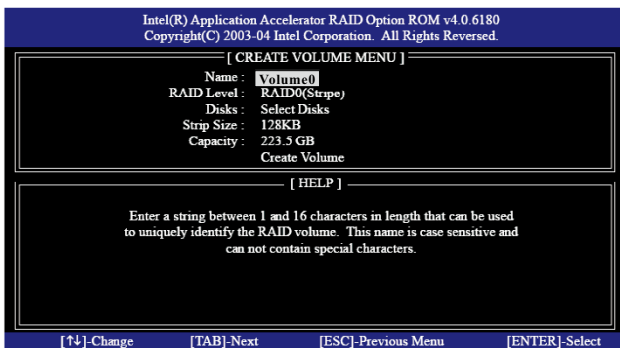 Intel(R) Application Accelerator RAID Option ROM v4.0.6180
Copyright(C) 2003-04 Intel Corporation. All Rights Reversed.
[ CREATE VOLUME MENU ]
Name : Volume0
RAID Level : RAID0(Stripe)
Disks : Select Disks
Strip Size : 128KB
Capacity : 223.5 GB
Create Volume
[ HELP ]
Enter a string between 1 and 16 characters in length that can be used
to uniquely identify the RAID volume. This name is case sensitive and
can not contain special characters.
[↑↓]-Change [TAB]-Next [ESC]-Previous Menu [ENTER]-Select